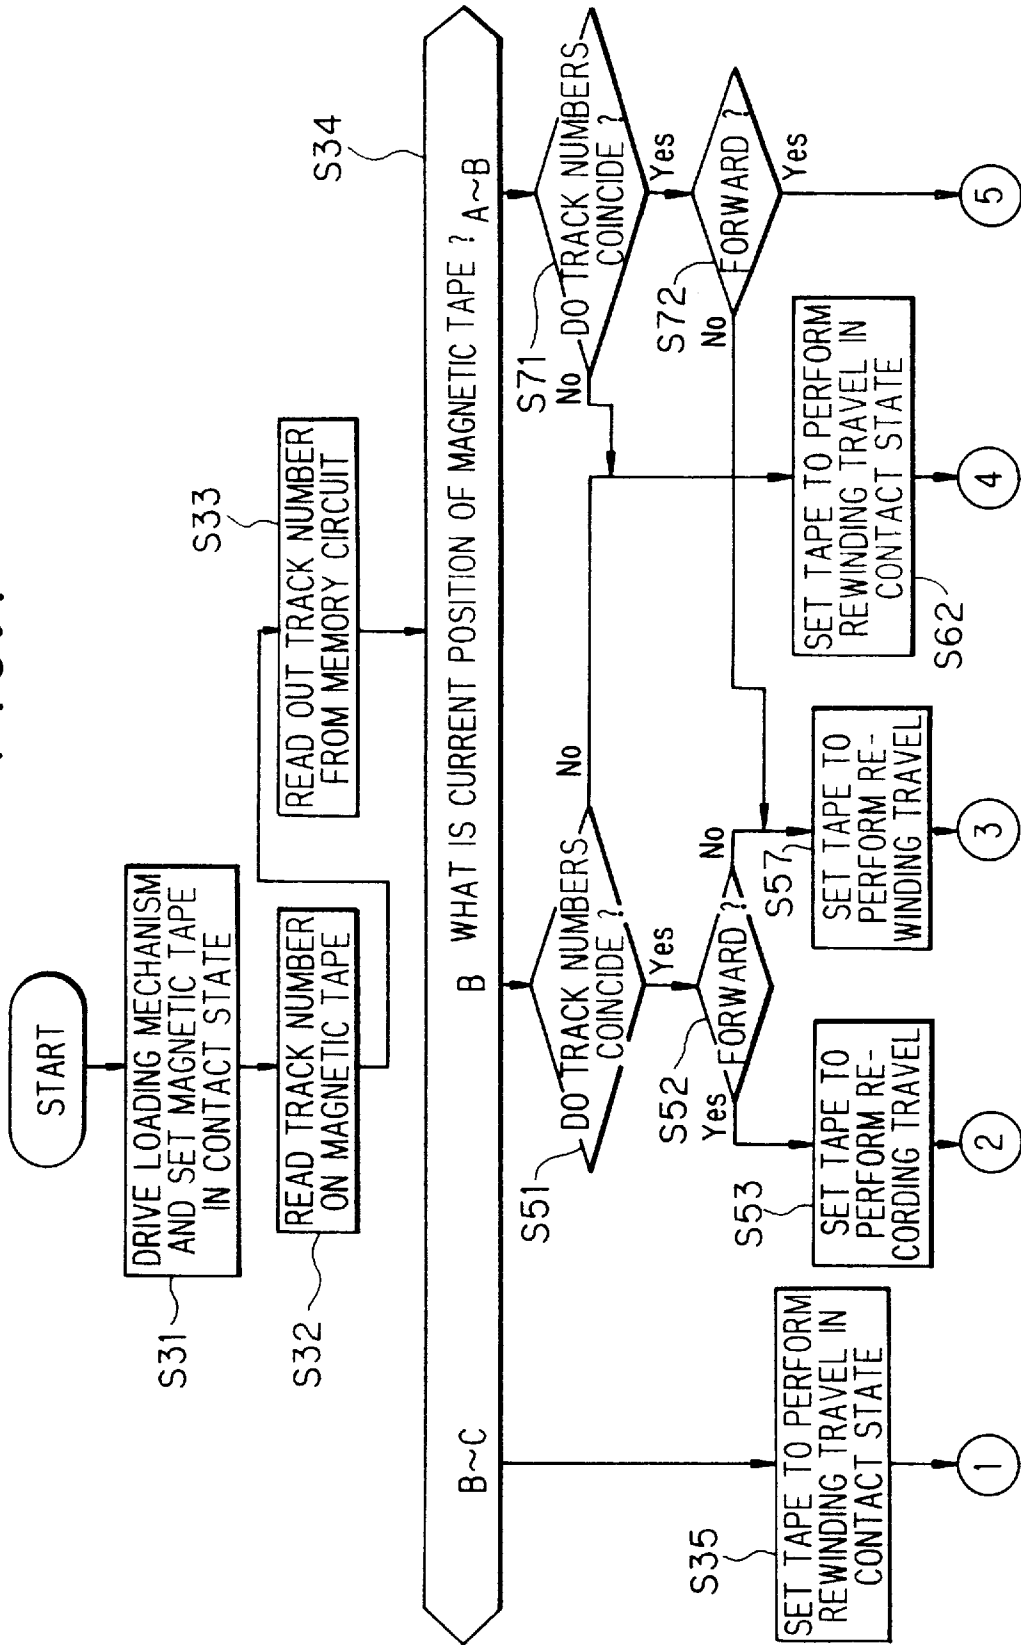 START
DRIVE LOADING MECHANISM
AND SET MAGNETIC TAPE
IN CONTACT STATE
S31
READ TRACK NUMBER
ON MAGNETIC TAPE
S32
READ OUT TRACK NUMBER
FROM MEMORY CIRCUIT
S33
S34
B~C
B
WHAT IS CURRENT POSITION OF MAGNETIC TAPE ?
A~B
S51
DO TRACK NUMBERS
COINCIDE ?
No
Yes
S71
DO TRACK NUMBERS
COINCIDE ?
No
Yes
S52
FORWARD ?
Yes
No
S72
FORWARD ?
No
Yes
S35
SET TAPE TO PERFORM
REWINDING TRAVEL IN
CONTACT STATE
S53
SET TAPE TO
PERFORM RE-
CORDING TRAVEL
S57
SET TAPE TO
PERFORM RE-
WINDING TRAVEL
SET TAPE TO PERFORM
REWINDING TRAVEL IN
CONTACT STATE
S62
1
2
3
4
5